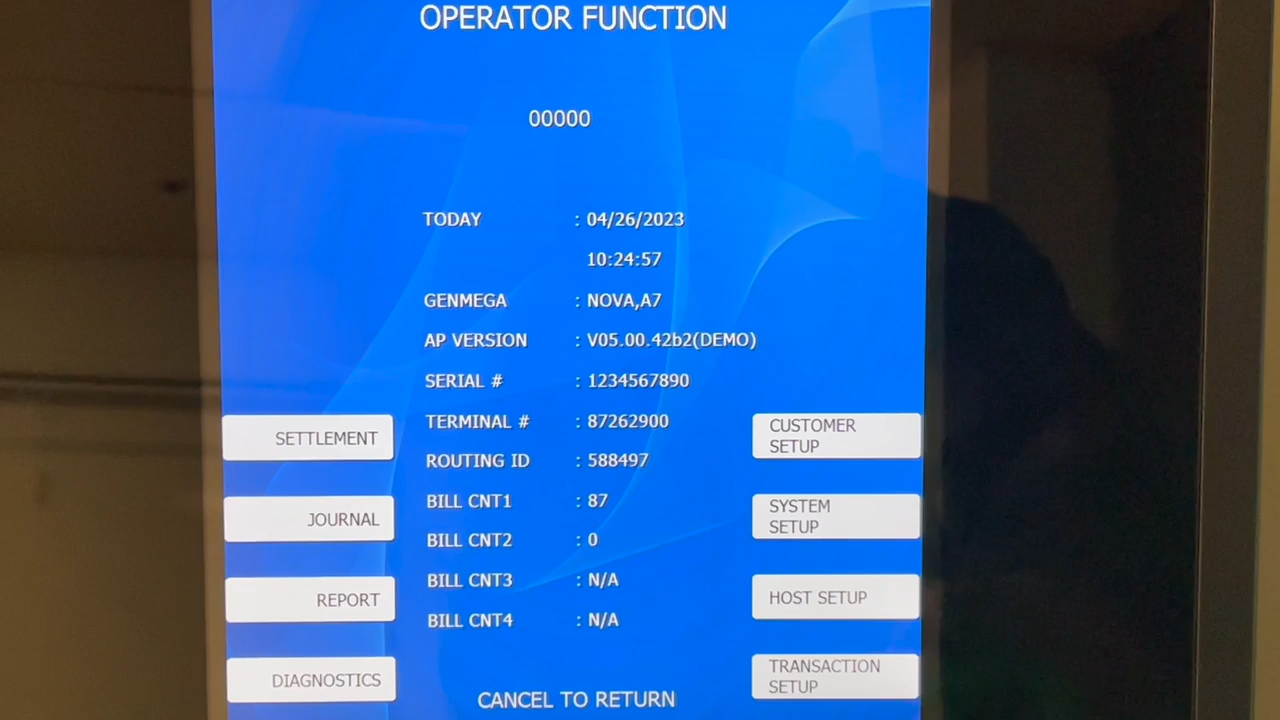 OPERATOR FUNCTION
00000
TODAY : 04/26/2023
10:24:57
GENMEGA : NOVA,A7
AP VERSION : V05.00.42b2(DEMO)
SERIAL # : 1234567890
TERMINAL # : 87262900
ROUTING ID : 588497
BILL CNT1 : 87
BILL CNT2 : 0
BILL CNT3 : N/A
BILL CNT4 : N/A
SETTLEMENT
JOURNAL
REPORT
DIAGNOSTICS
CUSTOMER
SETUP
SYSTEM
SETUP
HOST SETUP
TRANSACTION
SETUP
CANCEL TO RETURN